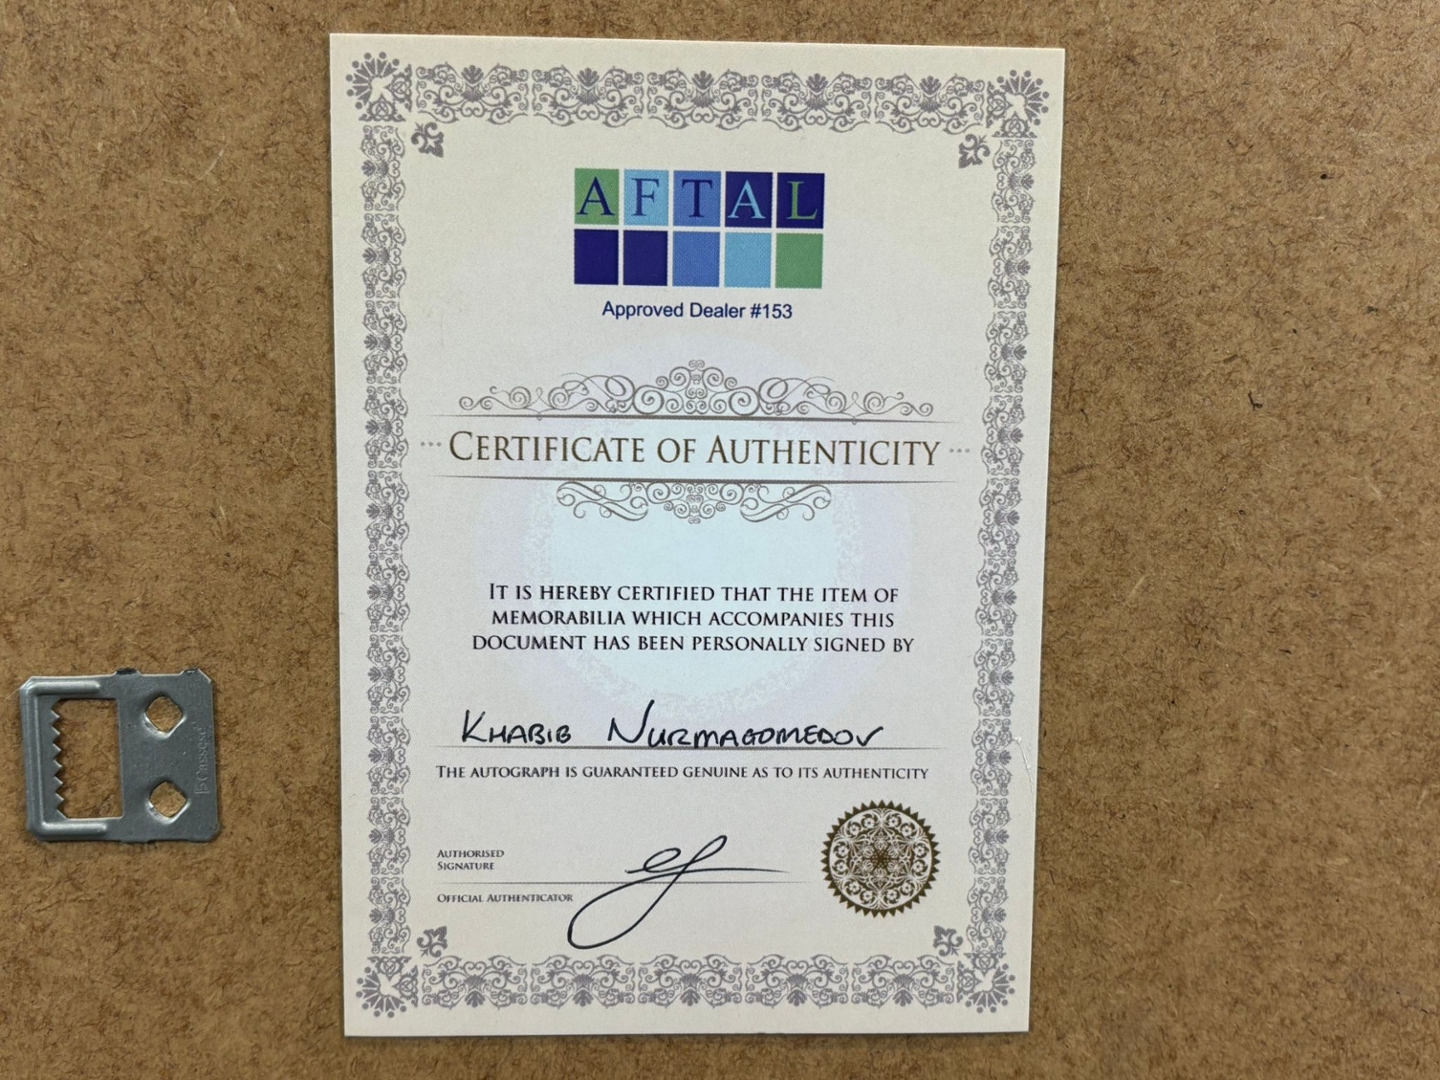 AFTAL
Approved Dealer #153
CERTIFICATE OF AUTHENTICITY
IT IS HEREBY CERTIFIED THAT THE ITEM OF
MEMORABILIA WHICH ACCOMPANIES THIS
DOCUMENT HAS BEEN PERSONALLY SIGNED BY
KHABIB NURMAGOMEDOV
THE AUTOGRAPH IS GUARANTEED GENUINE AS TO ITS AUTHENTICITY
AUTHORISED
SIGNATURE
OFFICIAL AUTHENTICATOR